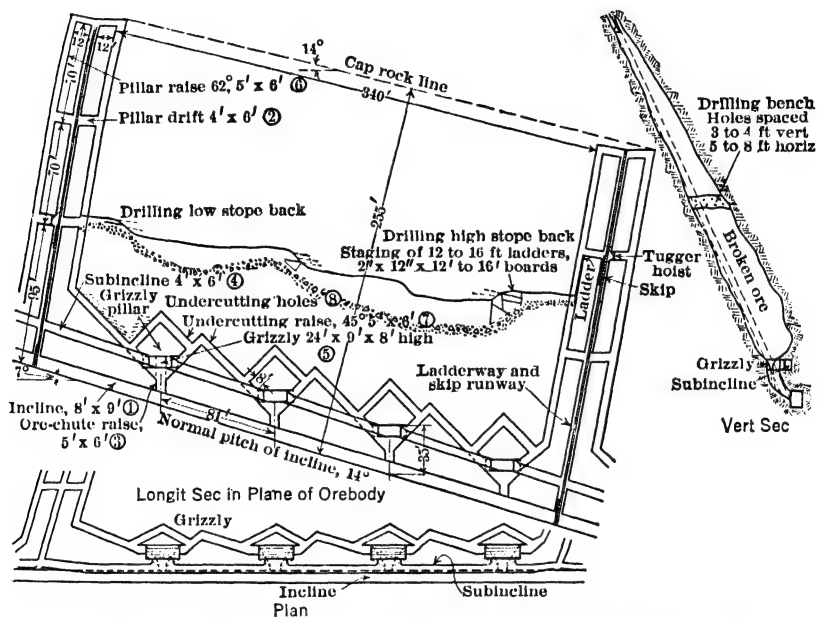 12' 12'
14°
Cap rock line
340'
70'
Pillar raise 62°, 5' x 6' ⑥
Pillar drift 4' x 6' ②
70'
255'
Drilling low stope back
Drilling high stope back
Staging of 12 to 16 ft ladders,
2" x 12" x 12' to 16' boards
95'
Subincline 4' x 6' ④
Grizzly
pillar
Undercutting holes ⑧
Undercutting raise, 45° 5' x 6' ⑦
Grizzly 24' x 9' x 8' high
⑤
18'
7°
Incline, 8' x 9' ①
Ore-chute raise,
5' x 6' ③
81'
Normal pitch of incline, 14°
35'
Ladder
Tugger
hoist
Skip
Ladderway and
skip runway
Drilling bench
Holes spaced
3 to 4 ft vert
5 to 8 ft horiz
Broken ore
Grizzly
Subincline
Vert Sec
Longit Sec in Plane of Orebody
Grizzly
Incline
Subincline
Plan